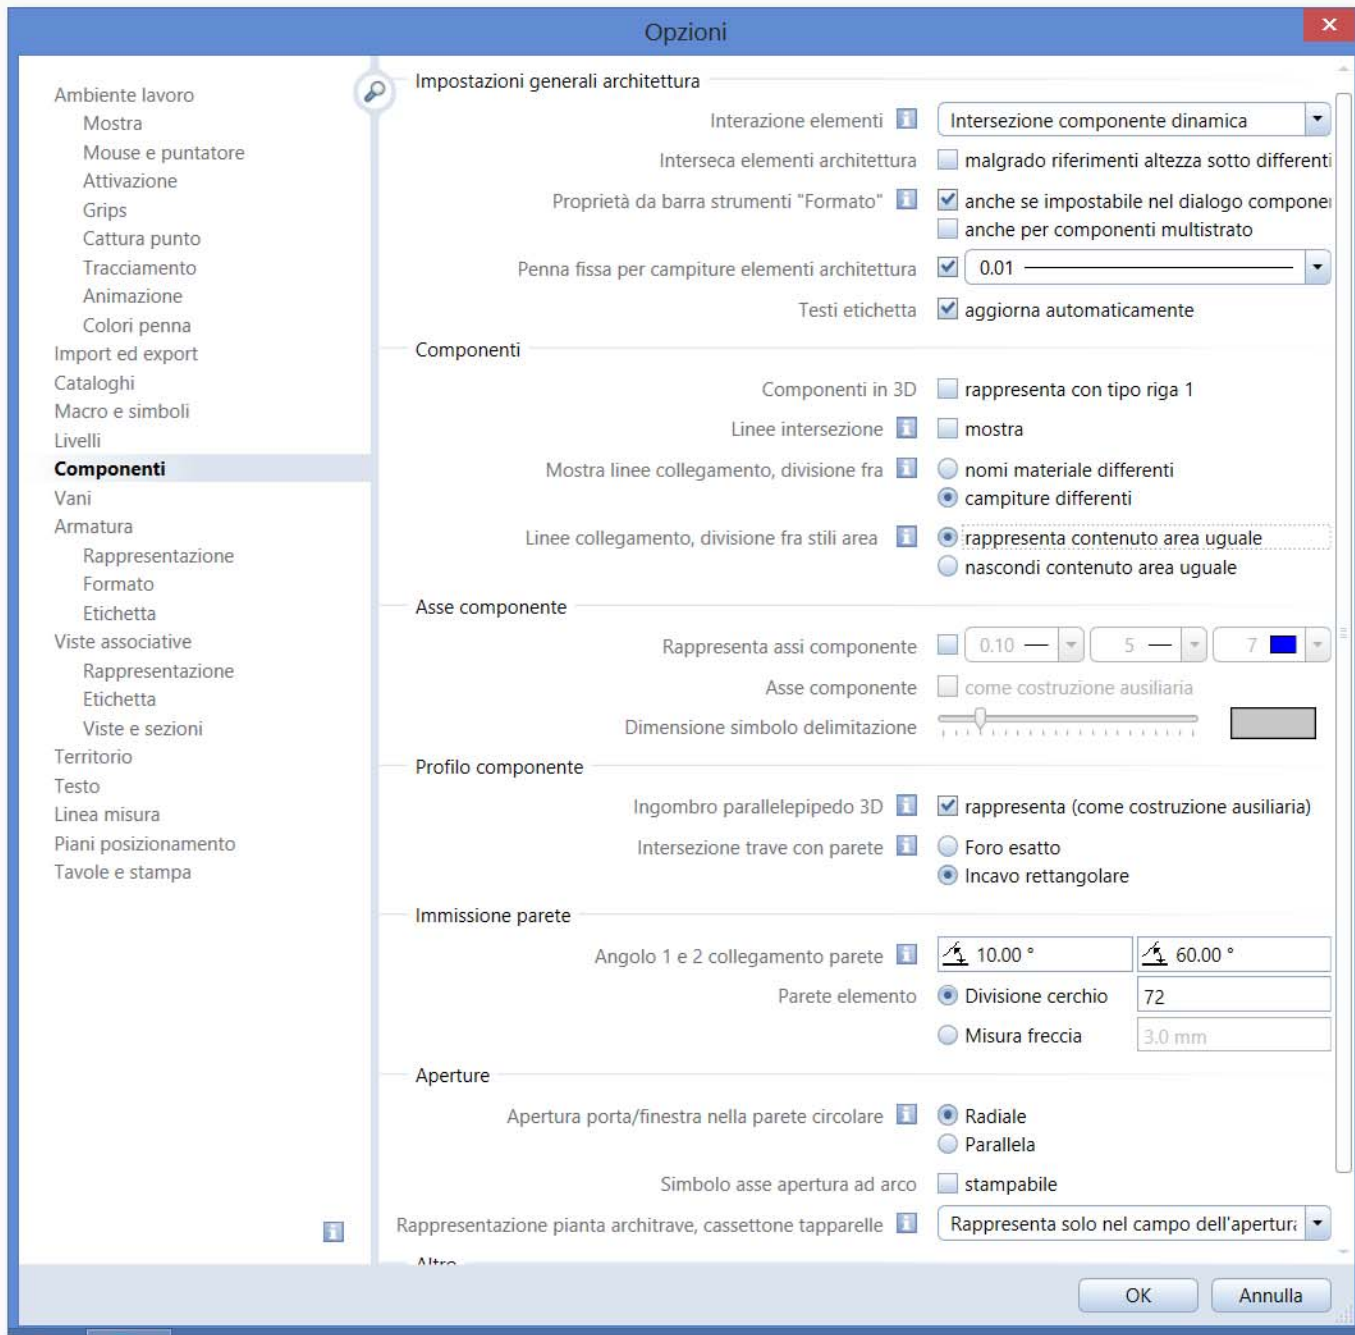 Opzioni
Ambiente lavoro
Mostra
Mouse e puntatore
Attivazione
Grips
Cattura punto
Tracciamento
Animazione
Colori penna
Import ed export
Cataloghi
Macro e simboli
Livelli
Componenti
Vani
Armatura
Rappresentazione
Formato
Etichetta
Viste associative
Rappresentazione
Etichetta
Viste e sezioni
Territorio
Testo
Linea misura
Piani posizionamento
Tavole e stampa
Impostazioni generali architettura
Interazione elementi Intersezione componente dinamica
Interseca elementi architettura malgrado riferimenti altezza sotto differenti
Proprietà da barra strumenti "Formato" anche se impostabile nel dialogo compone
anche per componenti multistrato
Penna fissa per campiture elementi architettura 0.01
Testi etichetta aggiorna automaticamente
Componenti
Componenti in 3D rappresenta con tipo riga 1
Linee intersezione mostra
Mostra linee collegamento, divisione fra nomi materiale differenti
campiture differenti
Linee collegamento, divisione fra stili area rappresenta contenuto area uguale
nascondi contenuto area uguale
Asse componente
Rappresenta assi componente 0.10 5 7
Asse componente come costruzione ausiliaria
Dimensione simbolo delimitazione
Profilo componente
Ingombro parallelepipedo 3D rappresenta (come costruzione ausiliaria)
Intersezione trave con parete Foro esatto
Incavo rettangolare
Immissione parete
Angolo 1 e 2 collegamento parete 10.00 ° 60.00 °
Parete elemento Divisione cerchio 72
Misura freccia 3.0 mm
Aperture
Apertura porta/finestra nella parete circolare Radiale
Parallela
Simbolo asse apertura ad arco stampabile
Rappresentazione pianta architrave, cassettone tapparelle Rappresenta solo nel campo dell'apertura
Altro
OK Annulla